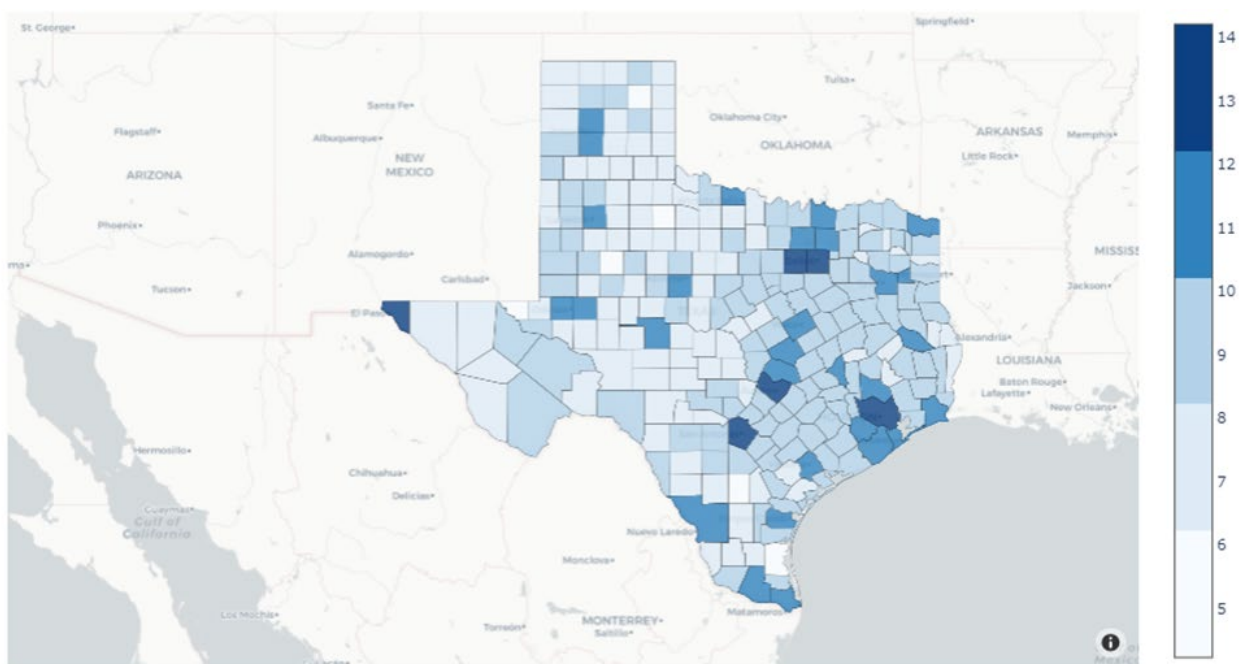 St. George
Springfield
Tulsa
Santa Fe
Oklahoma City
ARKANSAS
Memphis
Flagstaff
Albuquerque
OKLAHOMA
Little Rock
ARIZONA
NEW
MEXICO
Phoenix
MISSISS
Alamogordo
Carlsbad
Tucson
Jackson
El Paso
Alexandria
LOUISIANA
Baton Rouge
Lafayette
New Orleans
Hermosillo
Chihuahua
Delicias
Guaymas
Gulf of
California
Nuevo Laredo
Monclova
Los Mochis
Matamoros
Torreón
MONTERREY
Saltillo
14
13
12
11
10
9
8
7
6
5